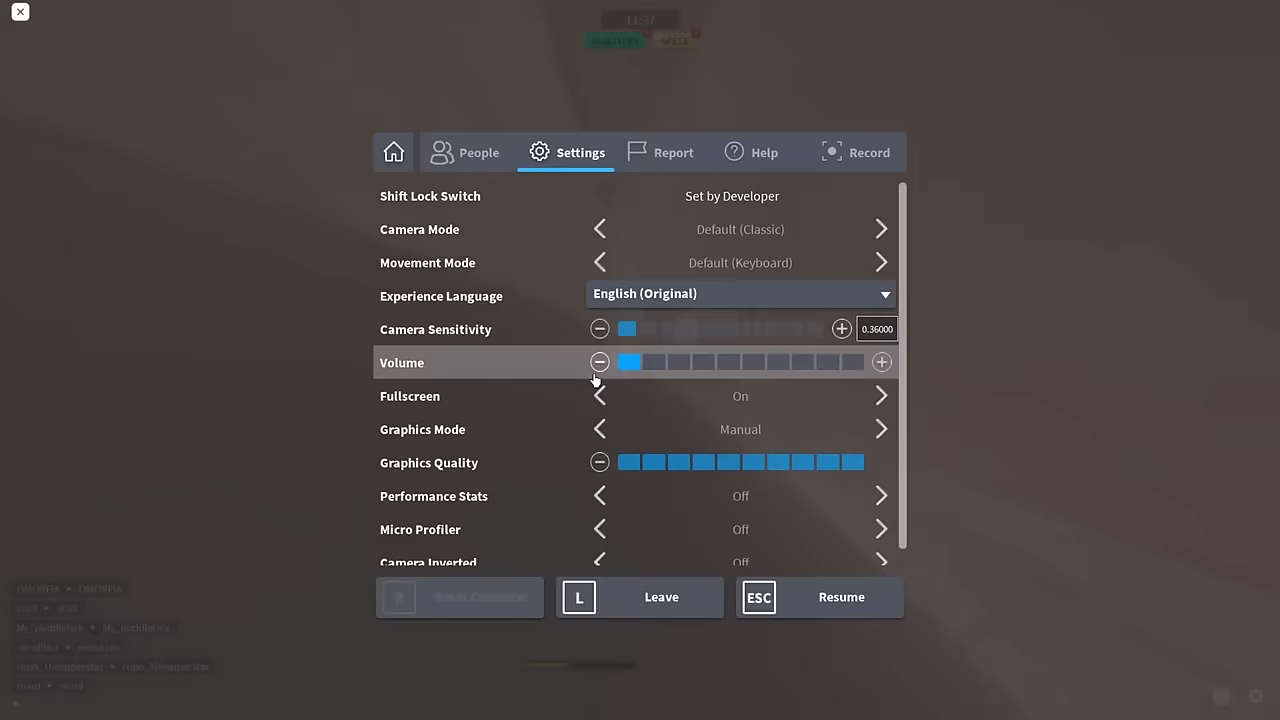 11:37
People
Settings
Report
Help
Record
Shift Lock Switch
Set by Developer
Camera Mode
Default (Classic)
Movement Mode
Default (Keyboard)
Experience Language
English (Original)
Camera Sensitivity
0.36000
Volume
Fullscreen
On
Graphics Mode
Manual
Graphics Quality
Performance Stats
Off
Micro Profiler
Off
Camera Inverted
Off
L
Leave
ESC
Resume